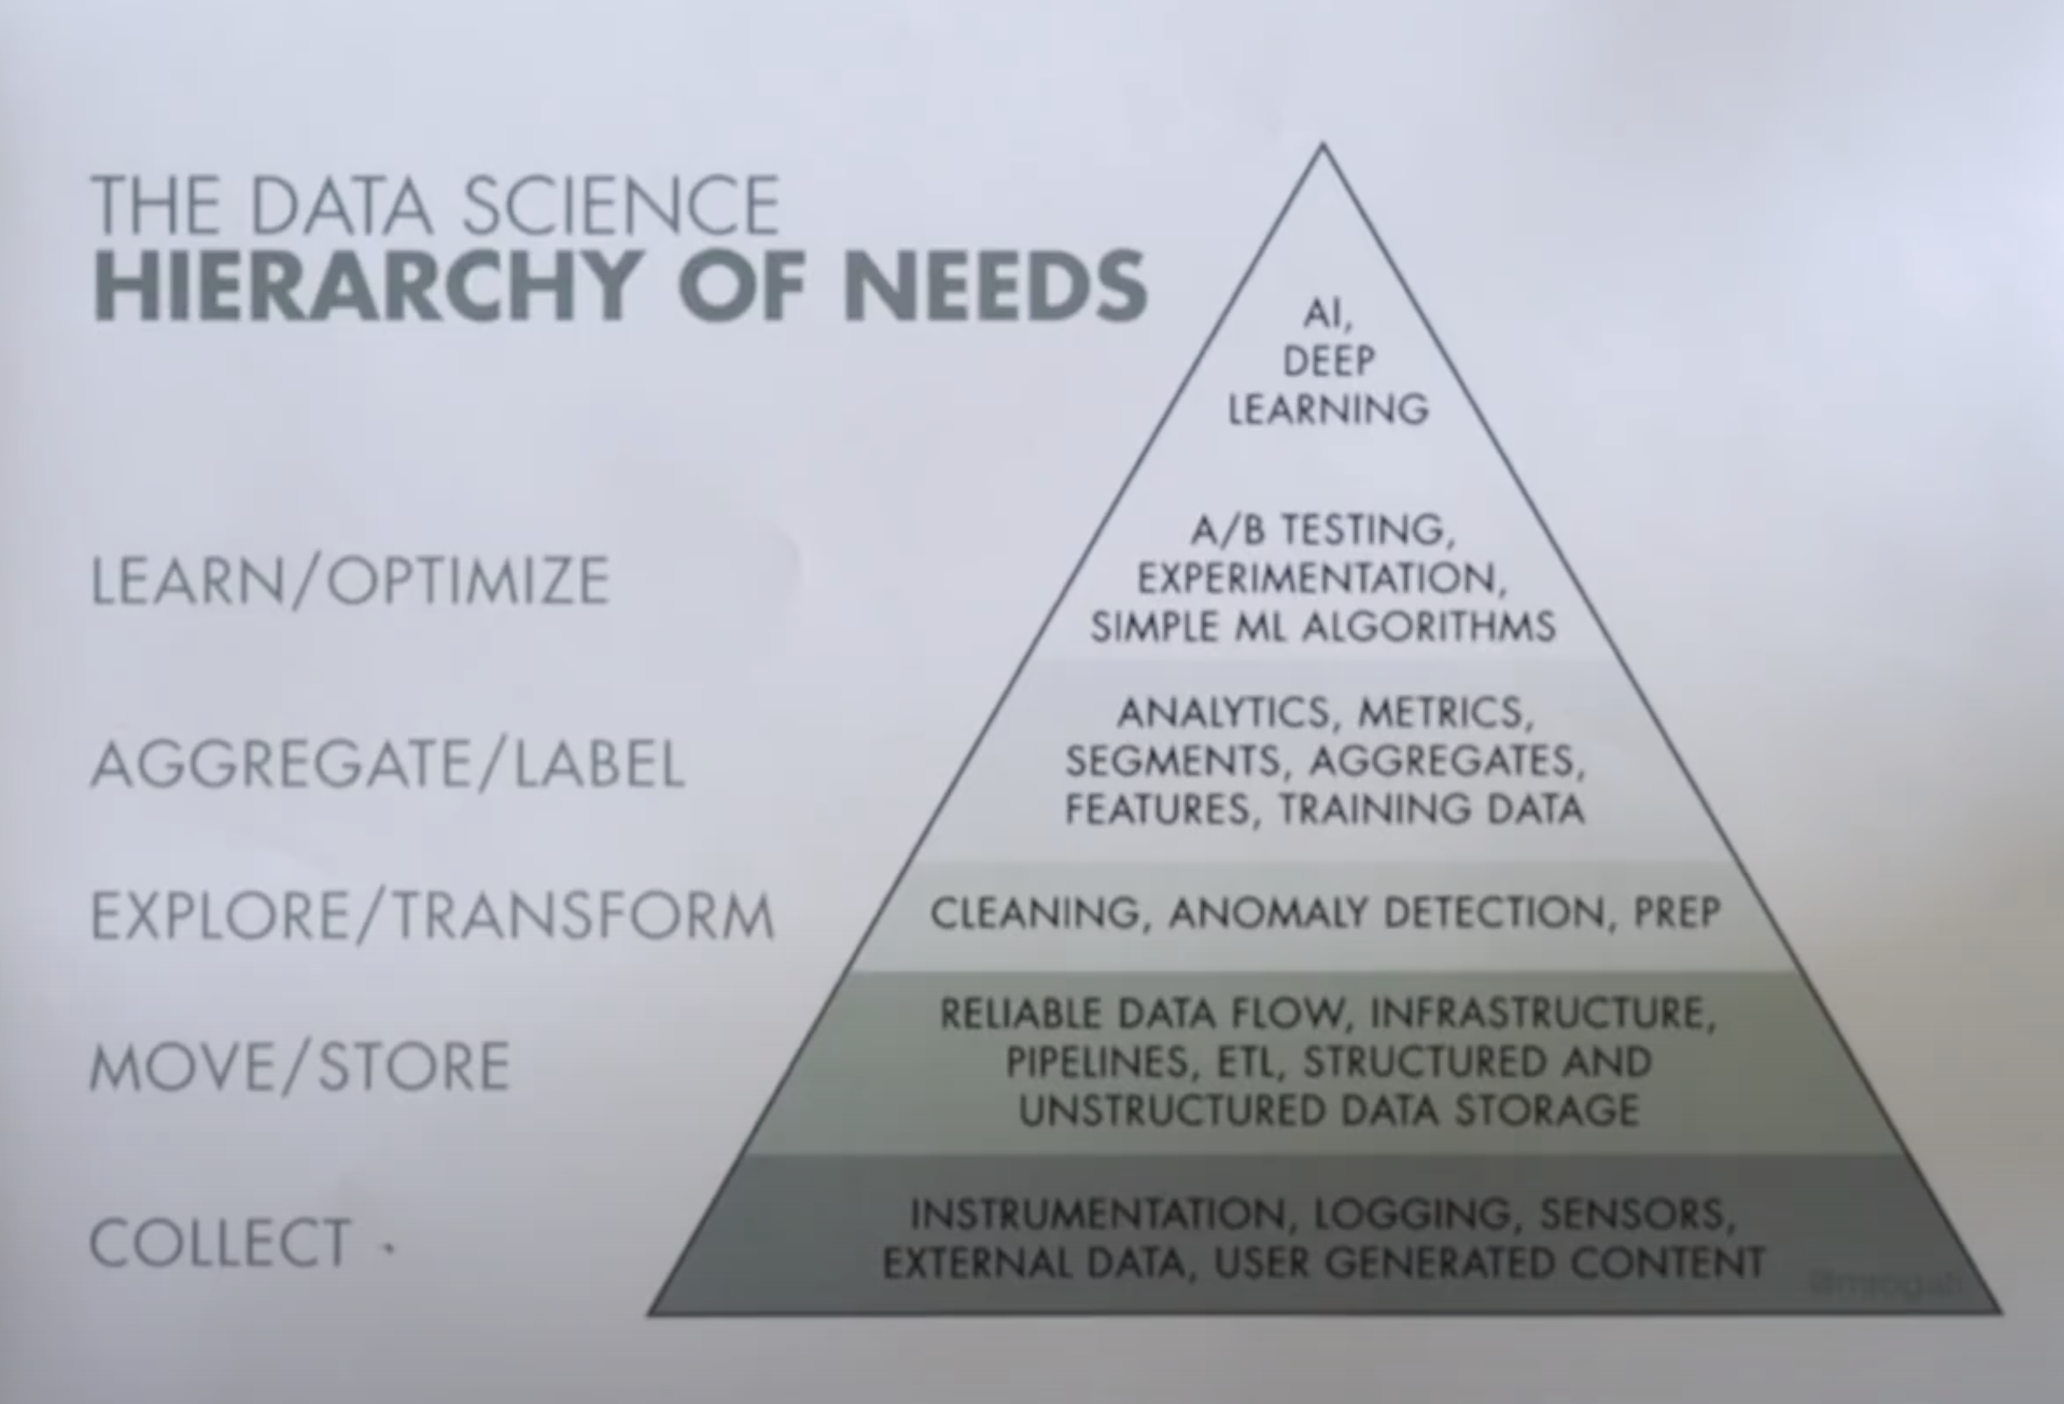 THE DATA SCIENCE
HIERARCHY OF NEEDS
AI,
DEEP
LEARNING
LEARN/OPTIMIZE
A/B TESTING,
EXPERIMENTATION,
SIMPLE ML ALGORITHMS
AGGREGATE/LABEL
ANALYTICS, METRICS,
SEGMENTS, AGGREGATES,
FEATURES, TRAINING DATA
EXPLORE/TRANSFORM
CLEANING, ANOMALY DETECTION, PREP
MOVE/STORE
RELIABLE DATA FLOW, INFRASTRUCTURE,
PIPELINES, ETL, STRUCTURED AND
UNSTRUCTURED DATA STORAGE
COLLECT
INSTRUMENTATION, LOGGING, SENSORS,
EXTERNAL DATA, USER GENERATED CONTENT